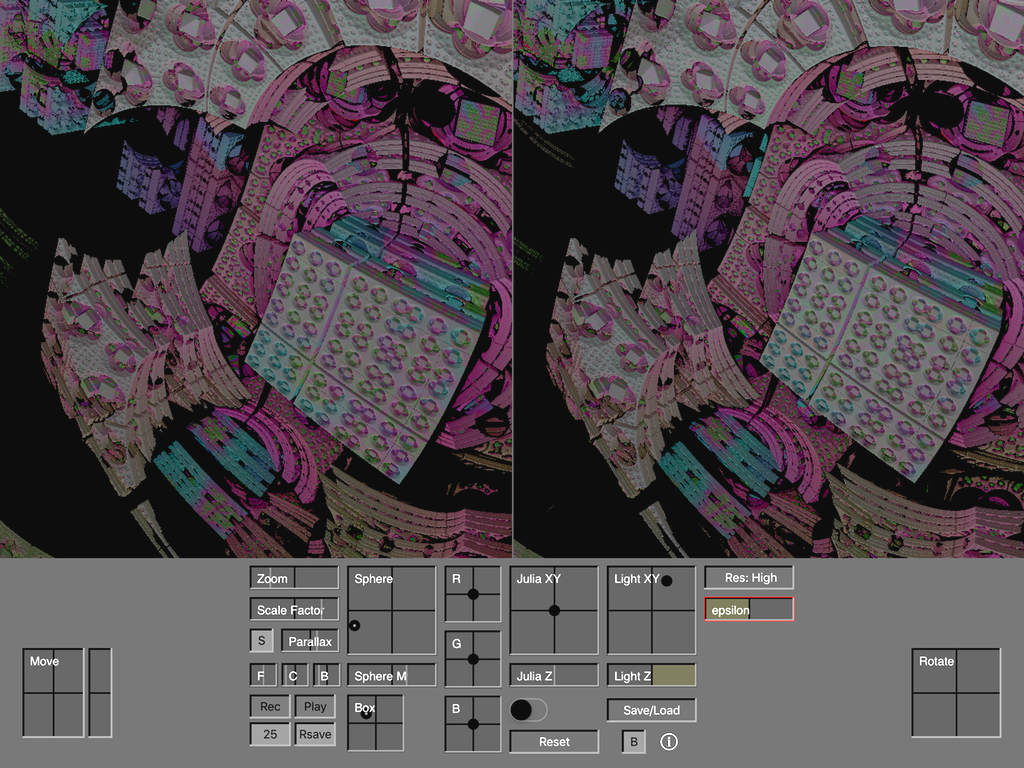 Zoom
Sphere
R
Julia XY
Light XY
Res: High
Scale Factor
epsilon
S
Parallax
G
Move
Rotate
F
C
B
Sphere M
Julia Z
Light Z
Rec
Play
Box
B
Save/Load
25
Rsave
Reset
B
i